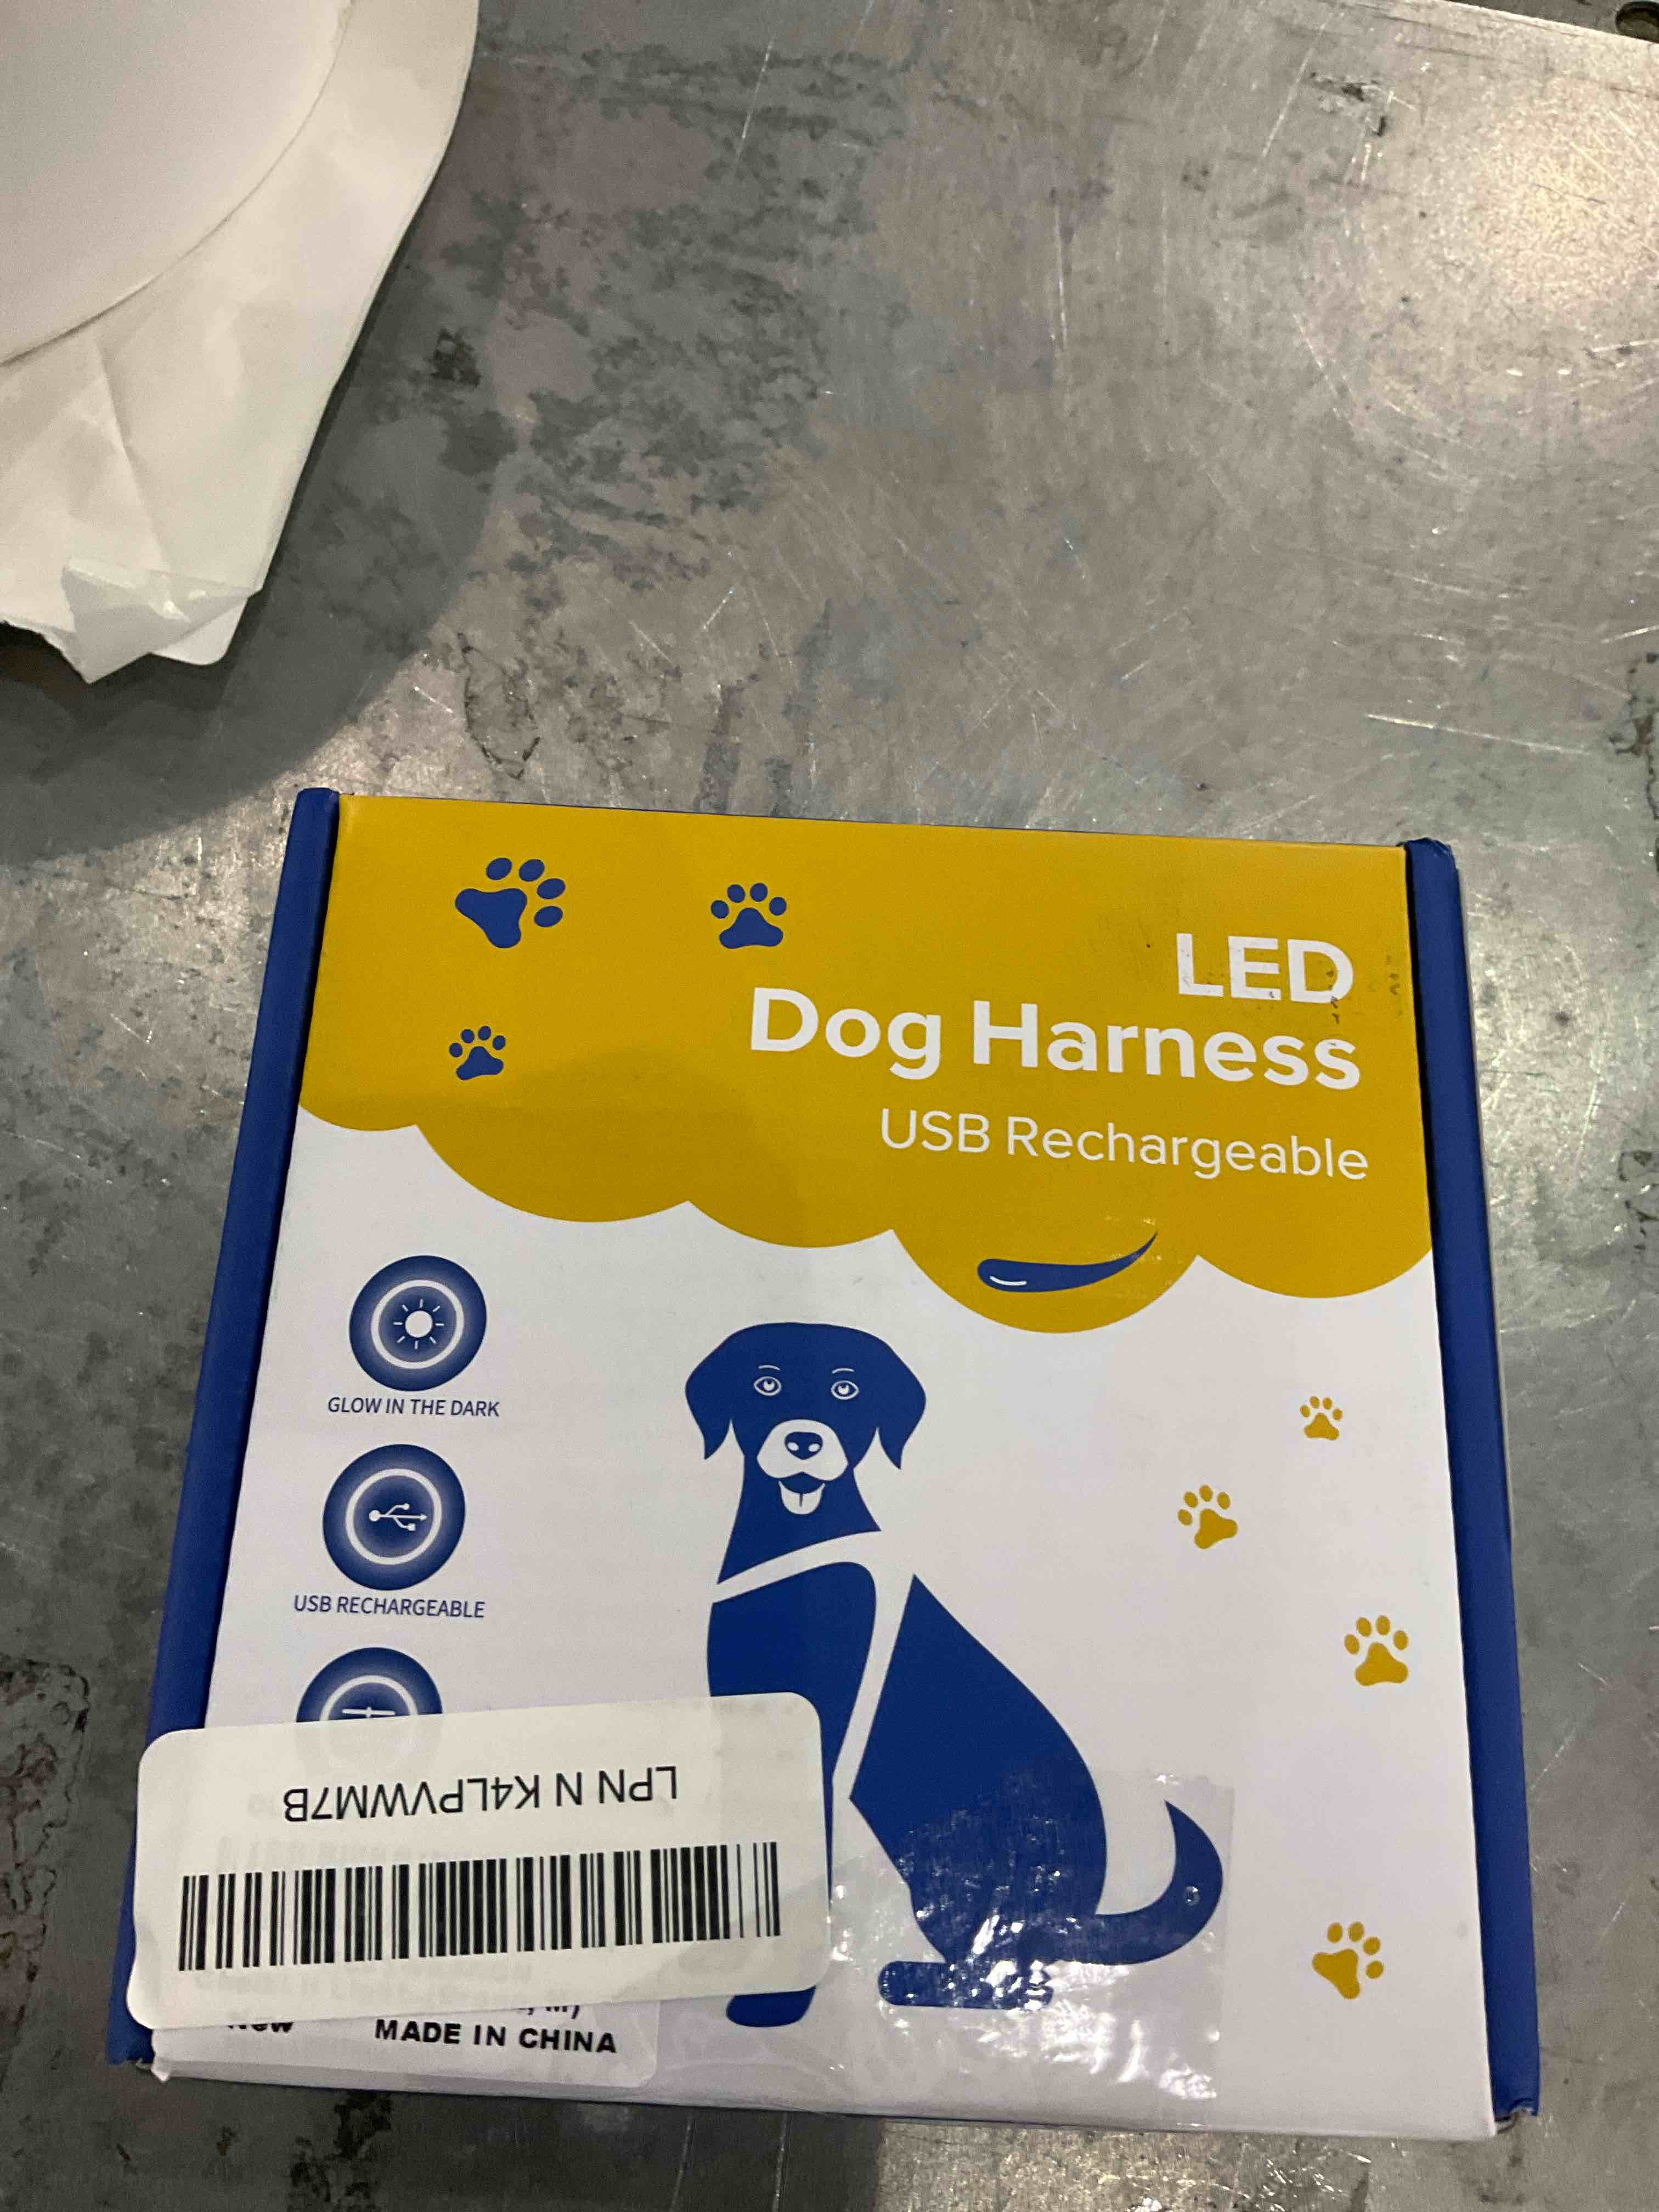 LED
Dog Harness
USB Rechargeable
GLOW IN THE DARK
USB RECHARGEABLE
LPN N K4LPVWM7B
MADE IN CHINA